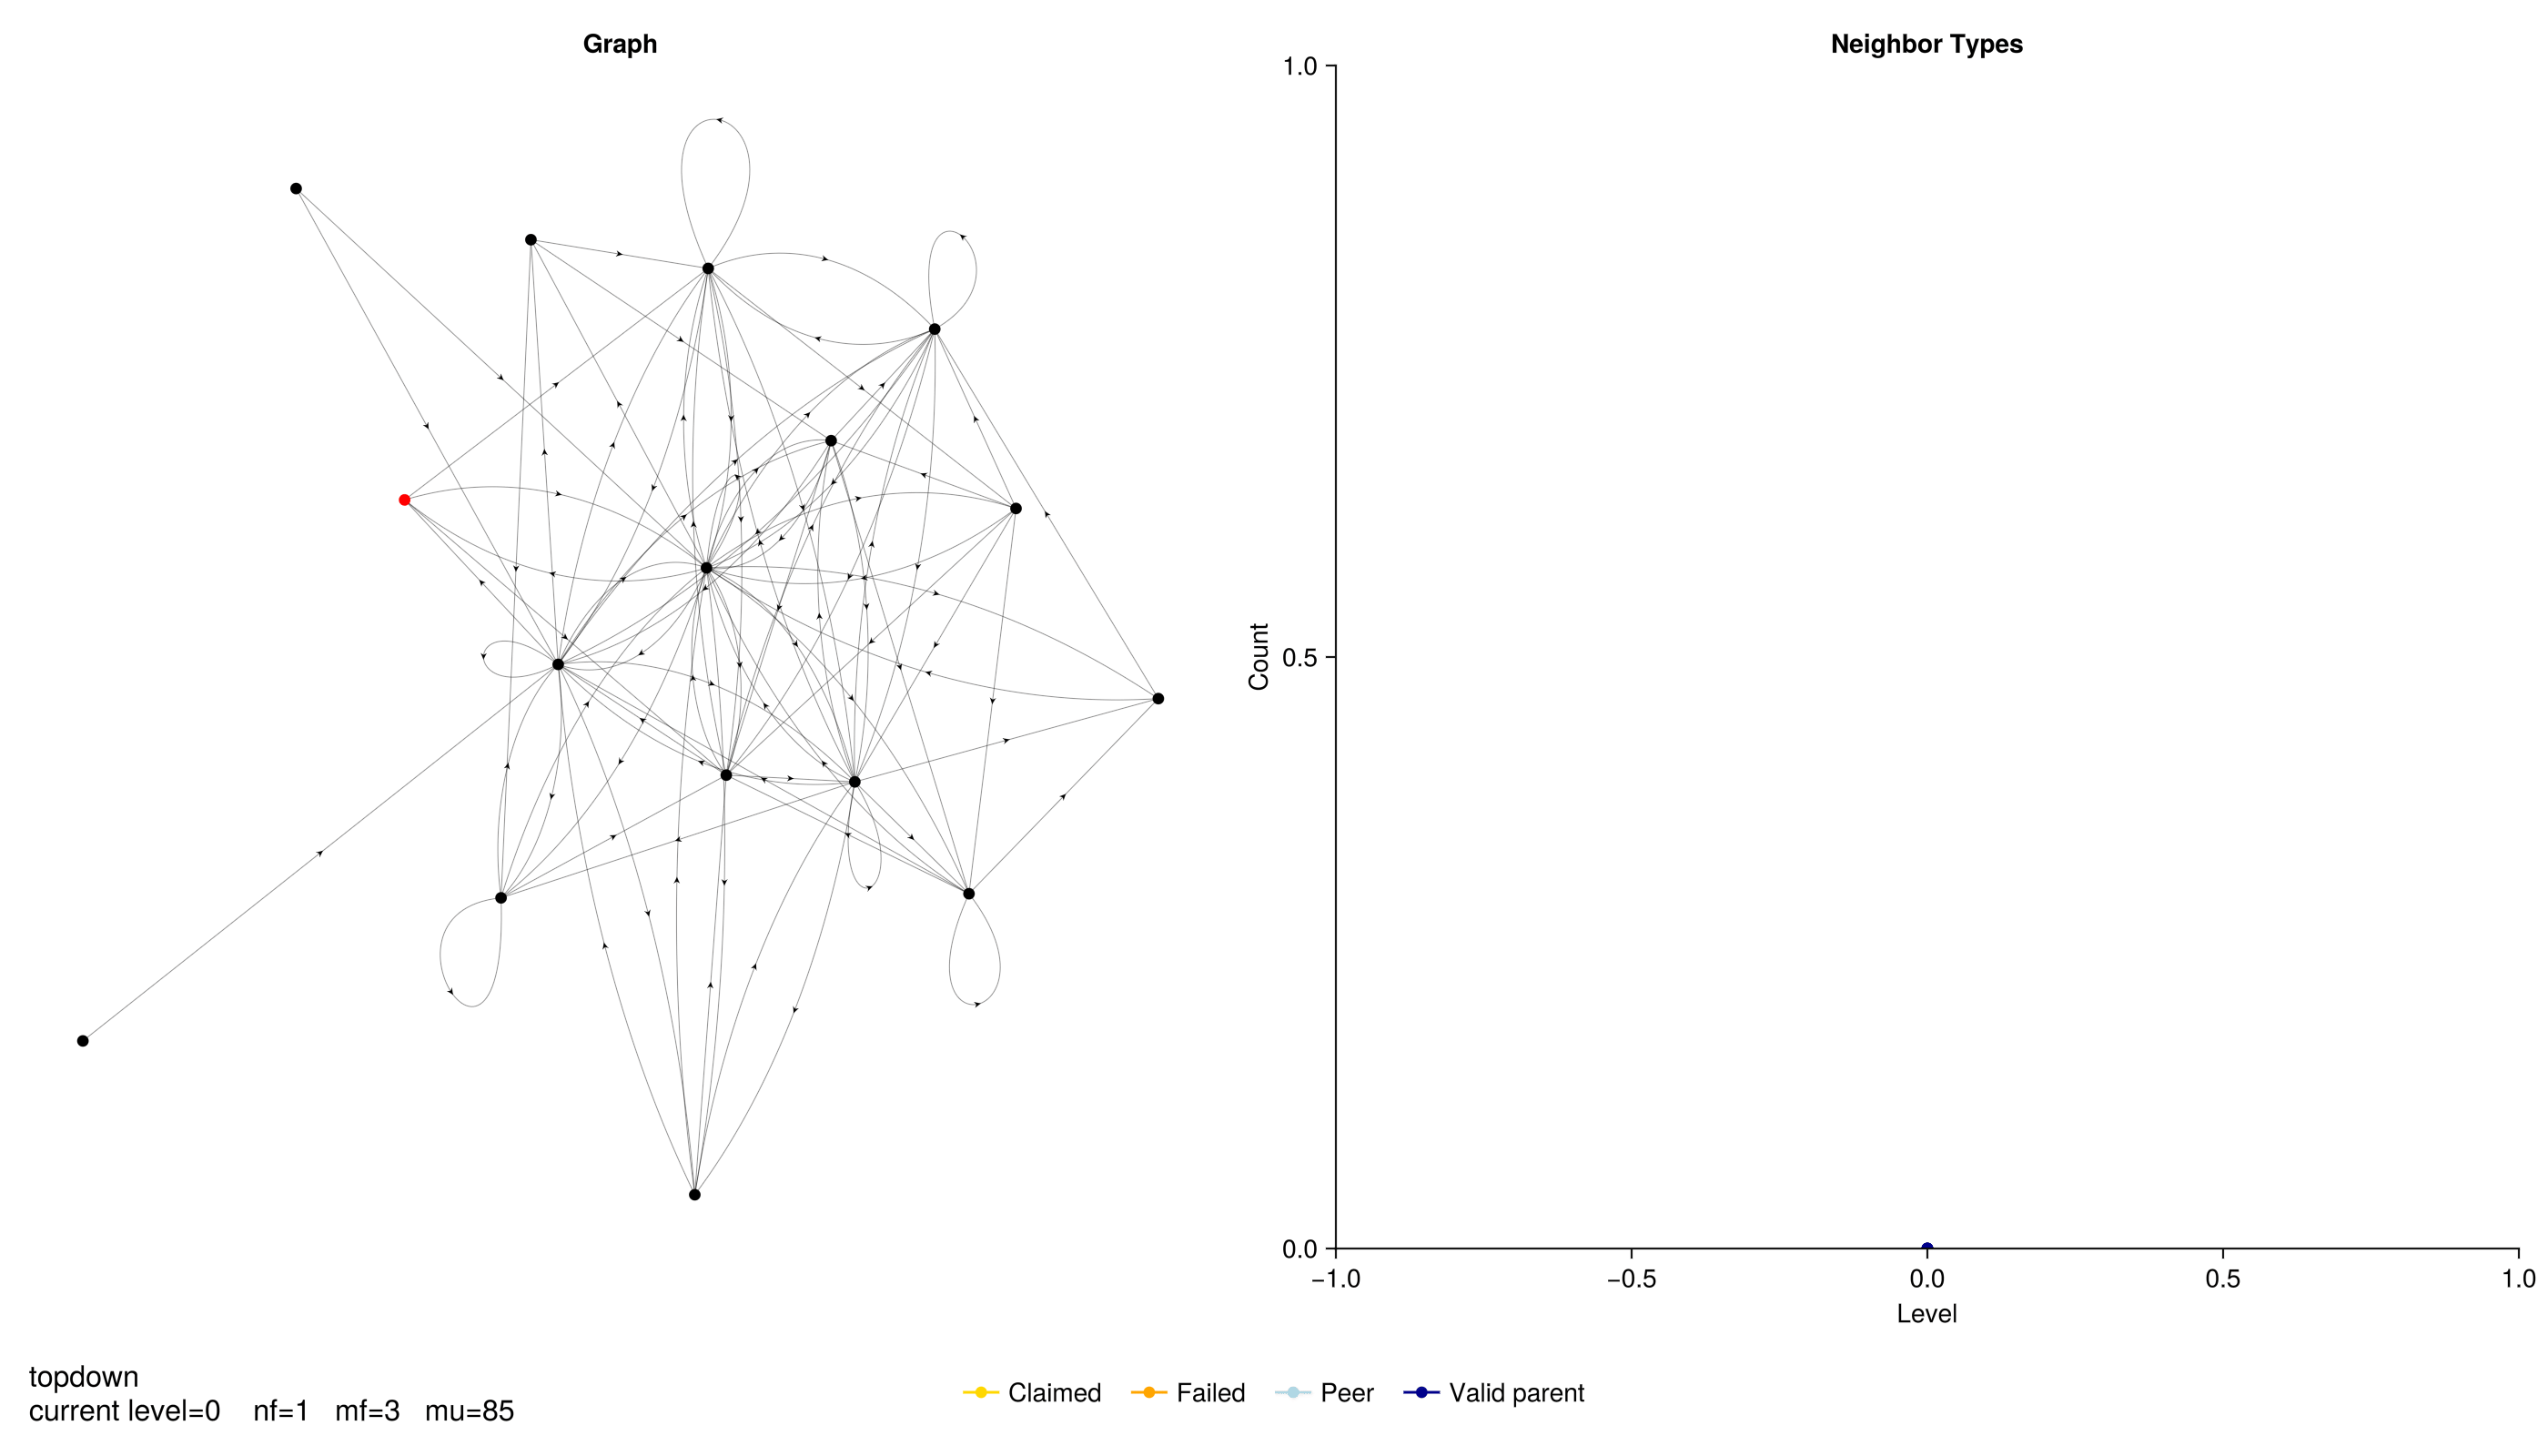 Graph
Neighbor Types
1.0
0.5
0.0
Count
−1.0 −0.5 0.0 0.5 1.0
Level
topdown
current level=0 nf=1 mf=3 mu=85
Claimed Failed Peer Valid parent